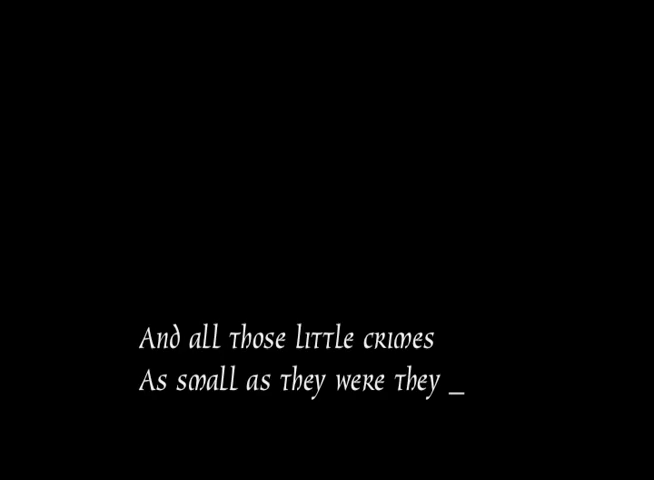 And all those little crimes
As small as they were they _